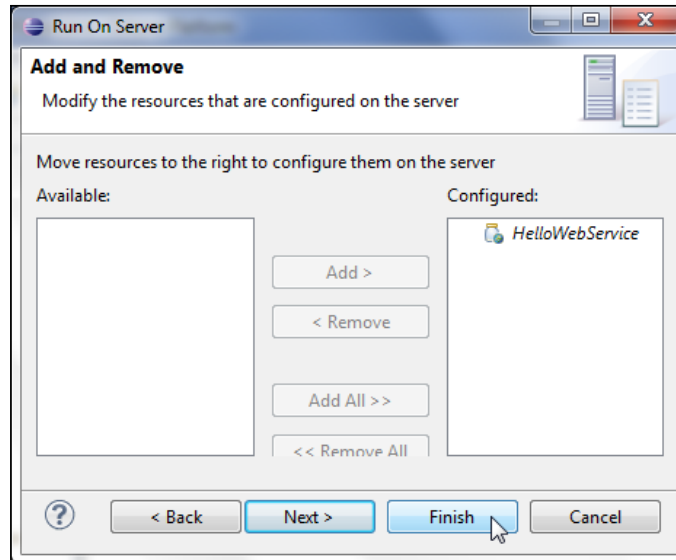 Run On Server
Add and Remove
Modify the resources that are configured on the server
Move resources to the right to configure them on the server
Available:
Configured:
HelloWebService
Add >
< Remove
Add All >>
<< Remove All
?
< Back
Next >
Finish
Cancel